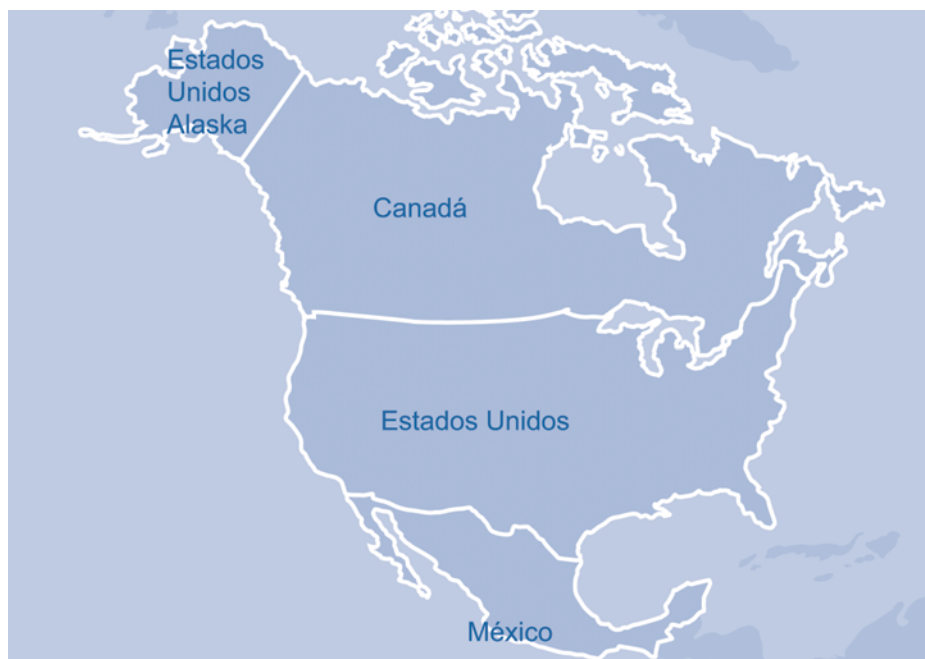 Estados
Unidos
Alaska
Canadá
Estados Unidos
México